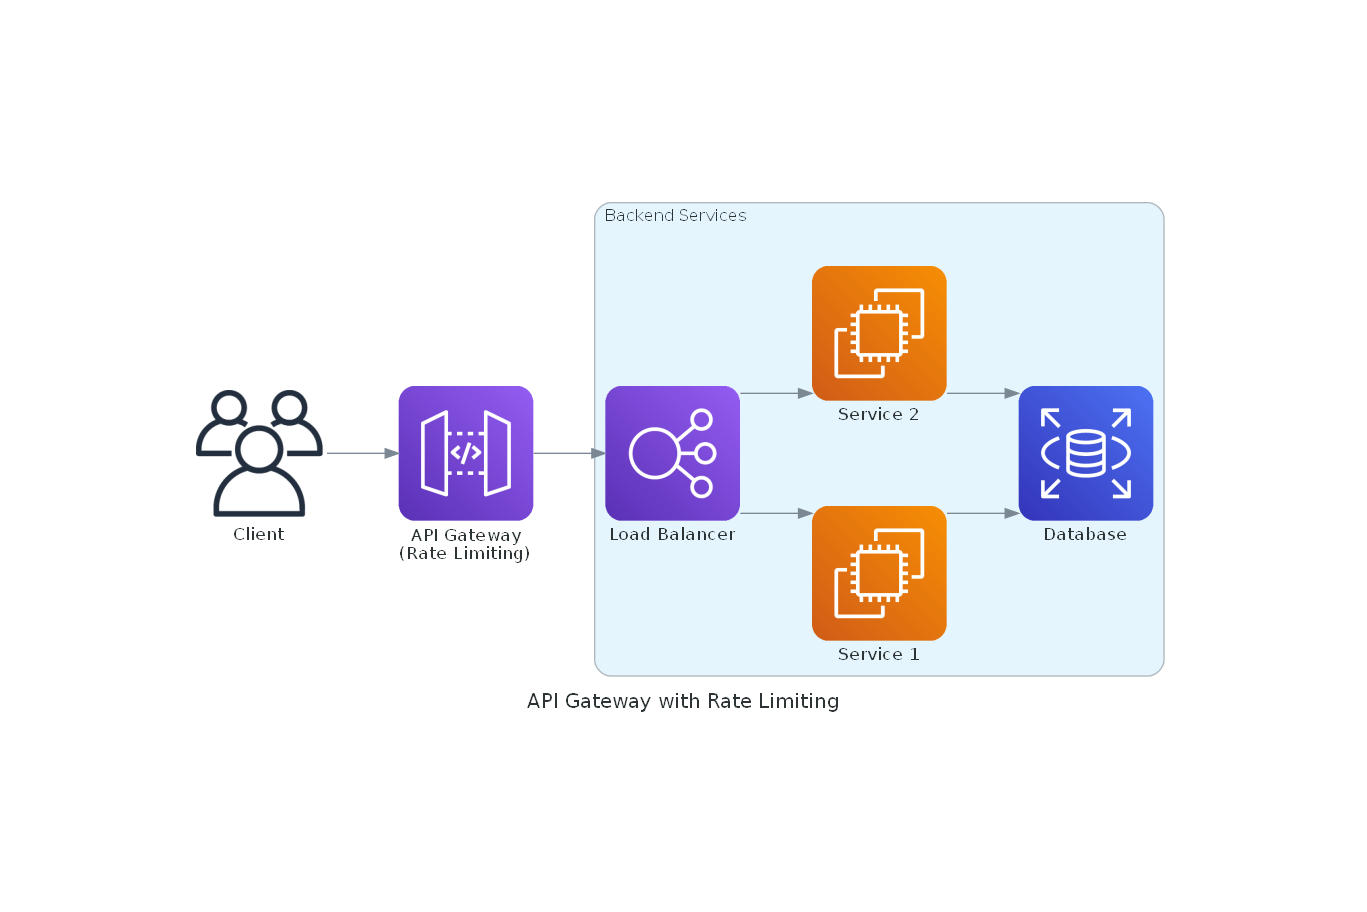 Backend Services
Service 2
Client
API Gateway
(Rate Limiting)
</>
Load Balancer
Database
Service 1
API Gateway with Rate Limiting